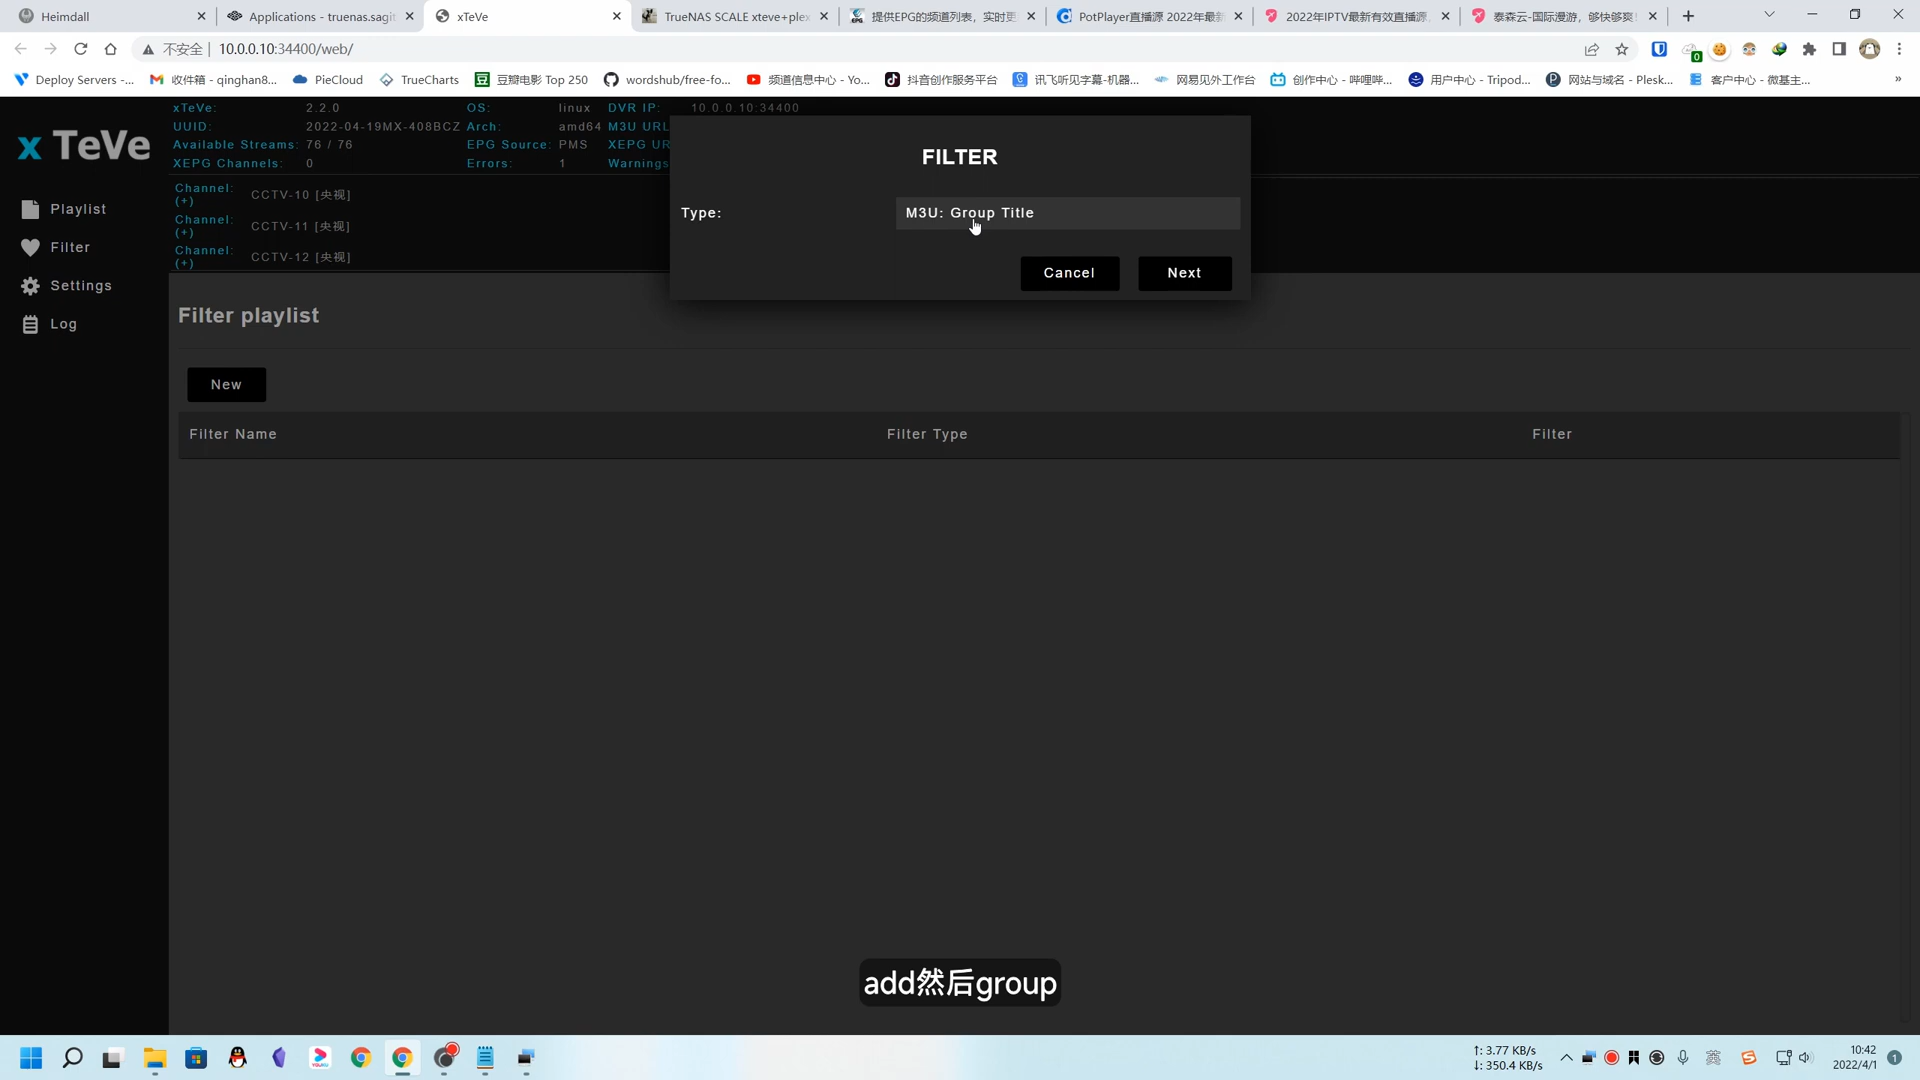 Heimdall
Applications - truenas.sagit
xTeVe
TrueNAS SCALE xteve+plex
提供EPG的频道列表，实时更
PotPlayer直播源 2022年最新
2022年IPTV最新有效直播源
泰森云-国际漫游，够快够爽！
不安全 | 10.0.0.10:34400/web/
Deploy Servers -...
收件箱 - qinghan8...
PieCloud
TrueCharts
豆瓣电影 Top 250
wordshub/free-fo...
频道信息中心 - Yo...
抖音创作服务平台
讯飞听见字幕-机器...
网易见外工作台
创作中心 - 哔哩哔...
用户中心 - Tripod...
网站与域名 - Plesk...
客户中心 - 微基主...
»
x TeVe
xTeVe: 2.2.0 OS: linux DVR IP: 10.0.0.10:34400
UUID: 2022-04-19MX-408BCZ Arch: amd64 M3U URL
Available Streams: 76 / 76 EPG Source: PMS XEPG UR
XEPG Channels: 0 Errors: 1 Warnings
Channel: (+) CCTV-10 [央视]
Channel: (+) CCTV-11 [央视]
Channel: (+) CCTV-12 [央视]
Playlist
Filter
Settings
Log
FILTER
Type: M3U: Group Title
Cancel Next
Filter playlist
New
Filter Name Filter Type Filter
add然后group
↑: 3.77 KB/s
↓: 350.4 KB/s
英
10:42
2022/4/1
1